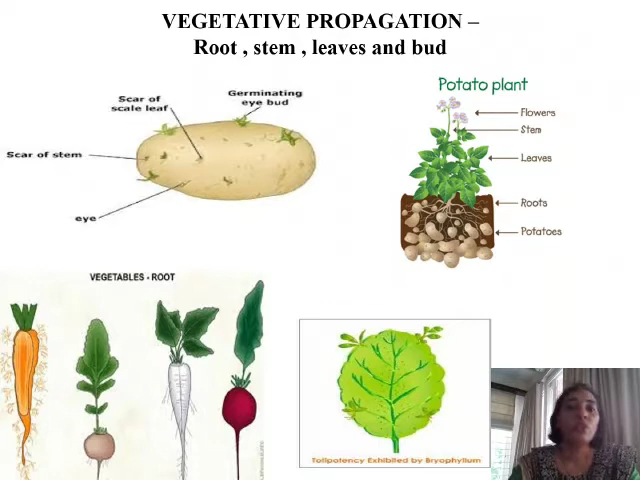 VEGETATIVE PROPAGATION –
Root , stem , leaves and bud
Scar of
scale leaf
Germinating
eye bud
Scar of stem
eye
Potato plant
Flowers
Stem
Leaves
Roots
Potatoes
VEGETABLES - ROOT
Totipotency Exhibited by Bryophyllum